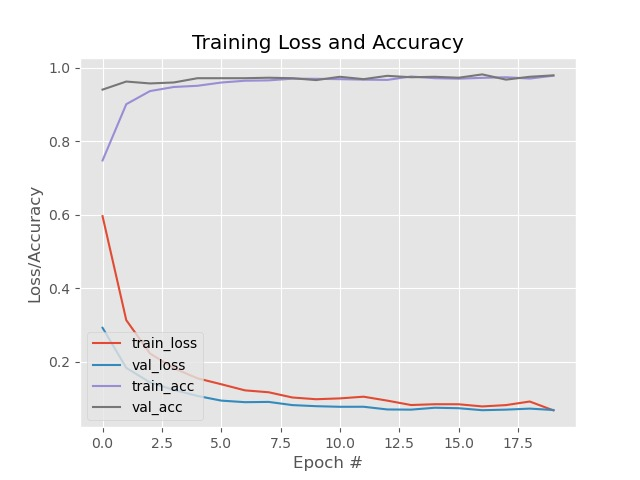 Training Loss and Accuracy
1.0
0.8
0.6
0.4
0.2
Loss/Accuracy
train_loss
val_loss
train_acc
val_acc
0.0 2.5 5.0 7.5 10.0 12.5 15.0 17.5
Epoch #